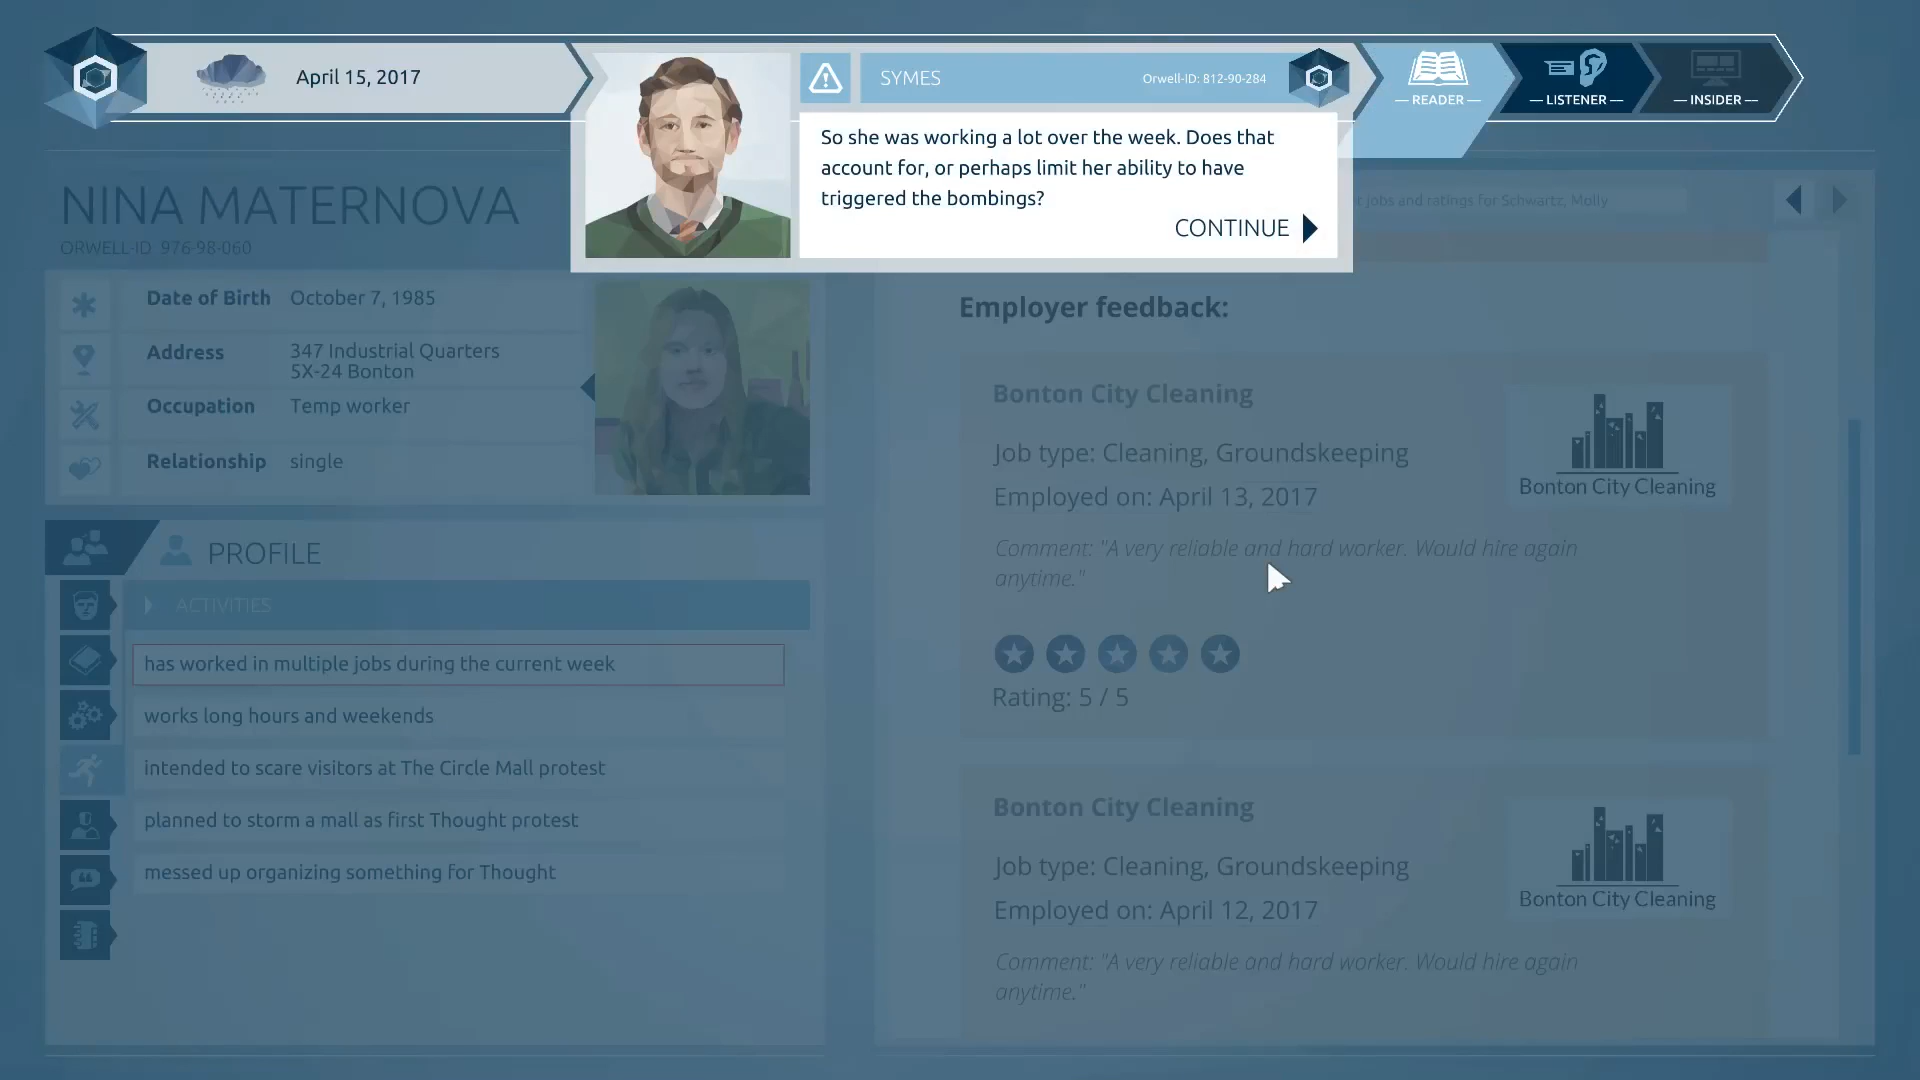 April 15, 2017
SYMES
Orwell-ID: 812-90-284
So she was working a lot over the week. Does that
account for, or perhaps limit her ability to have
triggered the bombings?
CONTINUE
— READER —
— LISTENER —
— INSIDER —
NINA MATERNOVA
ORWELL-ID 976-98-060
Date of Birth October 7, 1985
Address 347 Industrial Quarters
5X-24 Bonton
Occupation Temp worker
Relationship single
PROFILE
ACTIVITIES
has worked in multiple jobs during the current week
works long hours and weekends
intended to scare visitors at The Circle Mall protest
planned to storm a mall as first Thought protest
messed up organizing something for Thought
jobs and ratings for Schwartz, Molly
Employer feedback:
Bonton City Cleaning
Job type: Cleaning, Groundskeeping
Employed on: April 13, 2017
Bonton City Cleaning
Comment: "A very reliable and hard worker. Would hire again
anytime."
Rating: 5 / 5
Bonton City Cleaning
Job type: Cleaning, Groundskeeping
Employed on: April 12, 2017
Bonton City Cleaning
Comment: "A very reliable and hard worker. Would hire again
anytime."